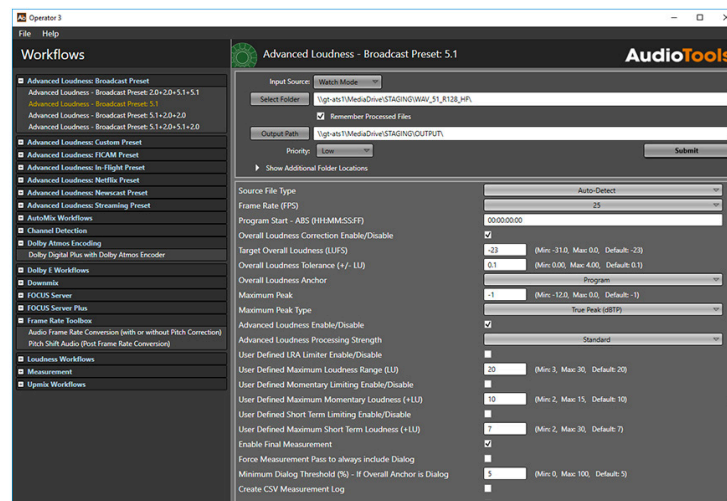 Operator 3
File Help
Workflows
Advanced Loudness: Broadcast Preset
Advanced Loudness - Broadcast Preset: 2.0+2.0+5.1+5.1
Advanced Loudness - Broadcast Preset: 5.1
Advanced Loudness - Broadcast Preset: 5.1+2.0+2.0
Advanced Loudness - Broadcast Preset: 5.1+2.0+5.1+2.0
Advanced Loudness: Custom Preset
Advanced Loudness: FICAM Preset
Advanced Loudness: In-Flight Preset
Advanced Loudness: Netflix Preset
Advanced Loudness: Newscast Preset
Advanced Loudness: Streaming Preset
AutoMix Workflows
Channel Detection
Dolby Atmos Encoding
Dolby Digital Plus with Dolby Atmos Encoder
Dolby E Workflows
Downmix
FOCUS Server
FOCUS Server Plus
Frame Rate Toolbox
Audio Frame Rate Conversion (with or without Pitch Correction)
Pitch Shift Audio (Post Frame Rate Conversion)
Loudness Workflows
Measurement
Upmix Workflows
Advanced Loudness - Broadcast Preset: 5.1
AudioTools
Input Source: Watch Mode
Select Folder \\gt-ats1\MediaDrive\STAGING\WAV_51_R128_HF\
Remember Processed Files
Output Path \\gt-ats1\MediaDrive\STAGING\OUTPUT\
Priority: Low Submit
Show Additional Folder Locations
Source File Type Auto-Detect
Frame Rate (FPS) 25
Program Start - ABS (HH:MM:SS:FF) 00:00:00:00
Overall Loudness Correction Enable/Disable
Target Overall Loudness (LUFS) -23 (Min: -31.0, Max: 0.0, Default: -23)
Overall Loudness Tolerance (+/- LU) 0.1 (Min: 0.00, Max: 4.00, Default: 0.1)
Overall Loudness Anchor Program
Maximum Peak -1 (Min: -12.0, Max: 0.0, Default: -1)
Maximum Peak Type True Peak (dBTP)
Advanced Loudness Enable/Disable
Advanced Loudness Processing Strength Standard
User Defined LRA Limiter Enable/Disable
User Defined Maximum Loudness Range (LU) 20 (Min: 3, Max: 30, Default: 20)
User Defined Momentary Limiting Enable/Disable
User Defined Maximum Momentary Loudness (+LU) 10 (Min: 2, Max: 15, Default: 10)
User Defined Short Term Limiting Enable/Disable
User Defined Maximum Short Term Loudness (+LU) 7 (Min: 2, Max: 30, Default: 7)
Enable Final Measurement
Force Measurement Pass to always include Dialog
Minimum Dialog Threshold (%) - If Overall Anchor is Dialog 5 (Min: 0, Max: 100, Default: 5)
Create CSV Measurement Log